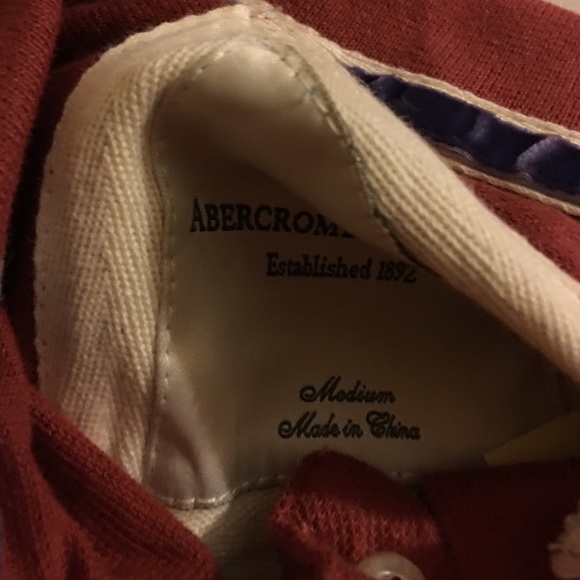 ABERCROM
Established 1892
Medium
Made in China